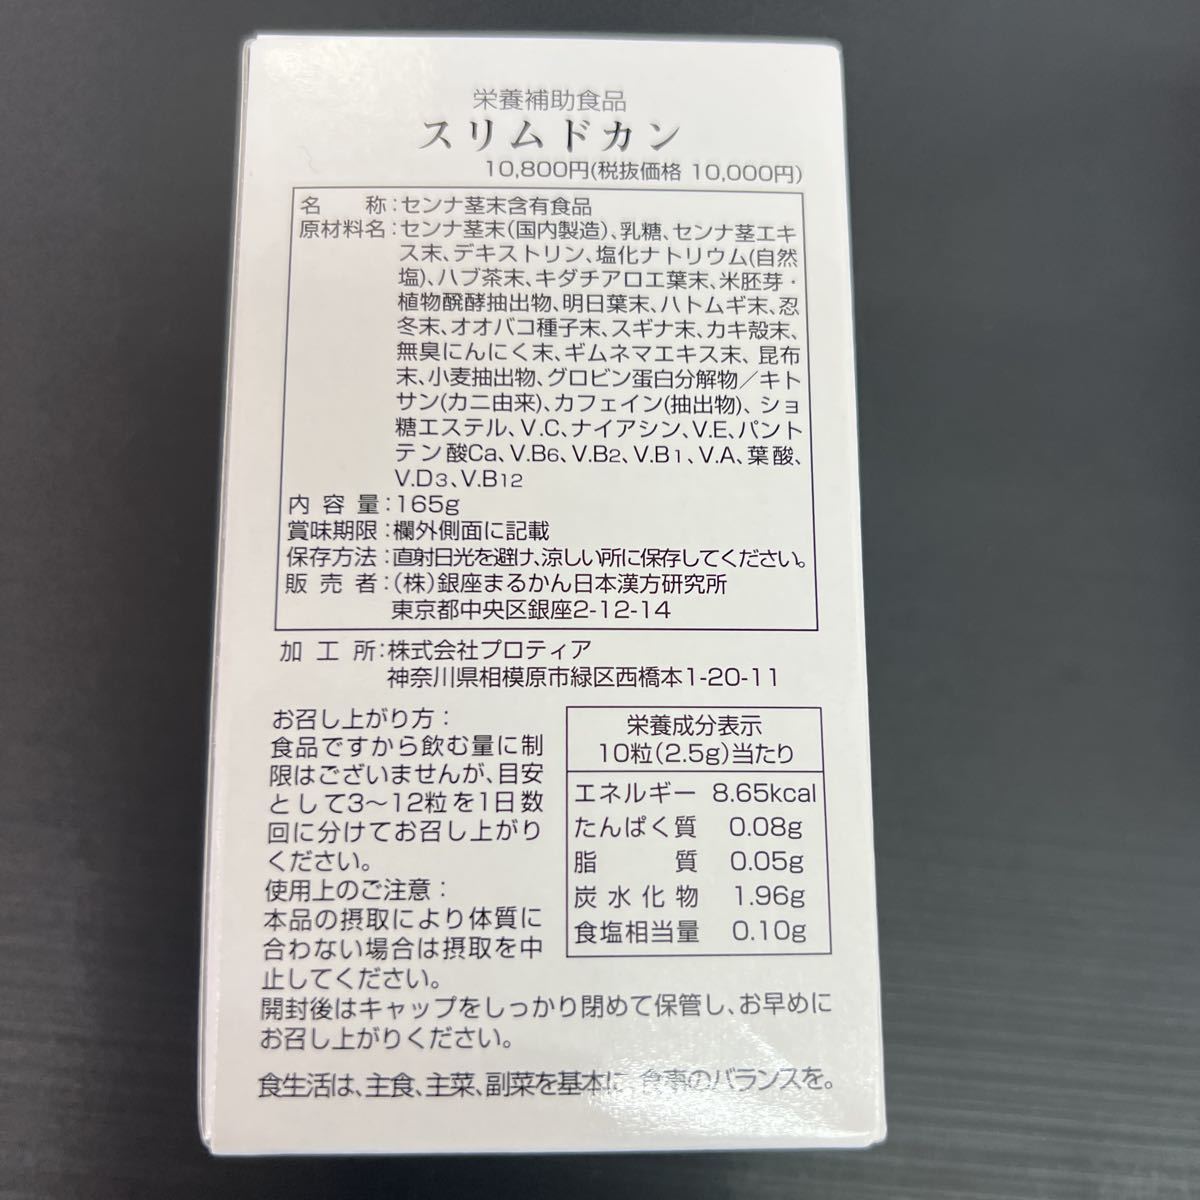 栄養補助食品
スリムドカン
10,800円(税抜価格 10,000円)
名　　称:センナ茎末含有食品
原材料名:センナ茎末(国内製造)、乳糖、センナ茎エキ
ス末、デキストリン、塩化ナトリウム(自然
塩)、ハブ茶末、キダチアロエ葉末、米胚芽・
植物醗酵抽出物、明日葉末、ハトムギ末、忍
冬末、オオバコ種子末、スギナ末、カキ殻末、
無臭にんにく末、ギムネマエキス末、昆布
末、小麦抽出物、グロビン蛋白分解物／キト
サン(カニ由来)、カフェイン(抽出物)、ショ
糖エステル、V.C、ナイアシン、V.E、パント
テン酸Ca、V.B6、V.B2、V.B1、V.A、葉酸、
V.D3、V.B12
内容量:165g
賞味期限:欄外側面に記載
保存方法:直射日光を避け、涼しい所に保存してください。
販売者:(株)銀座まるかん日本漢方研究所
東京都中央区銀座2-12-14
加工所:株式会社プロティア
神奈川県相模原市緑区西橋本1-20-11
お召し上がり方：
食品ですから飲む量に制
限はございませんが、目安
として3〜12粒を1日数
回に分けてお召し上がり
ください。
使用上のご注意：
本品の摂取により体質に
合わない場合は摂取を中
止してください。
開封後はキャップをしっかり閉めて保管し、お早めに
お召し上がりください。
栄養成分表示
10粒(2.5g)当たり
エネルギー 8.65kcal
たんぱく質 0.08g
脂　　質 0.05g
炭水化物 1.96g
食塩相当量 0.10g
食生活は、主食、主菜、副菜を基本に、食事のバランスを。